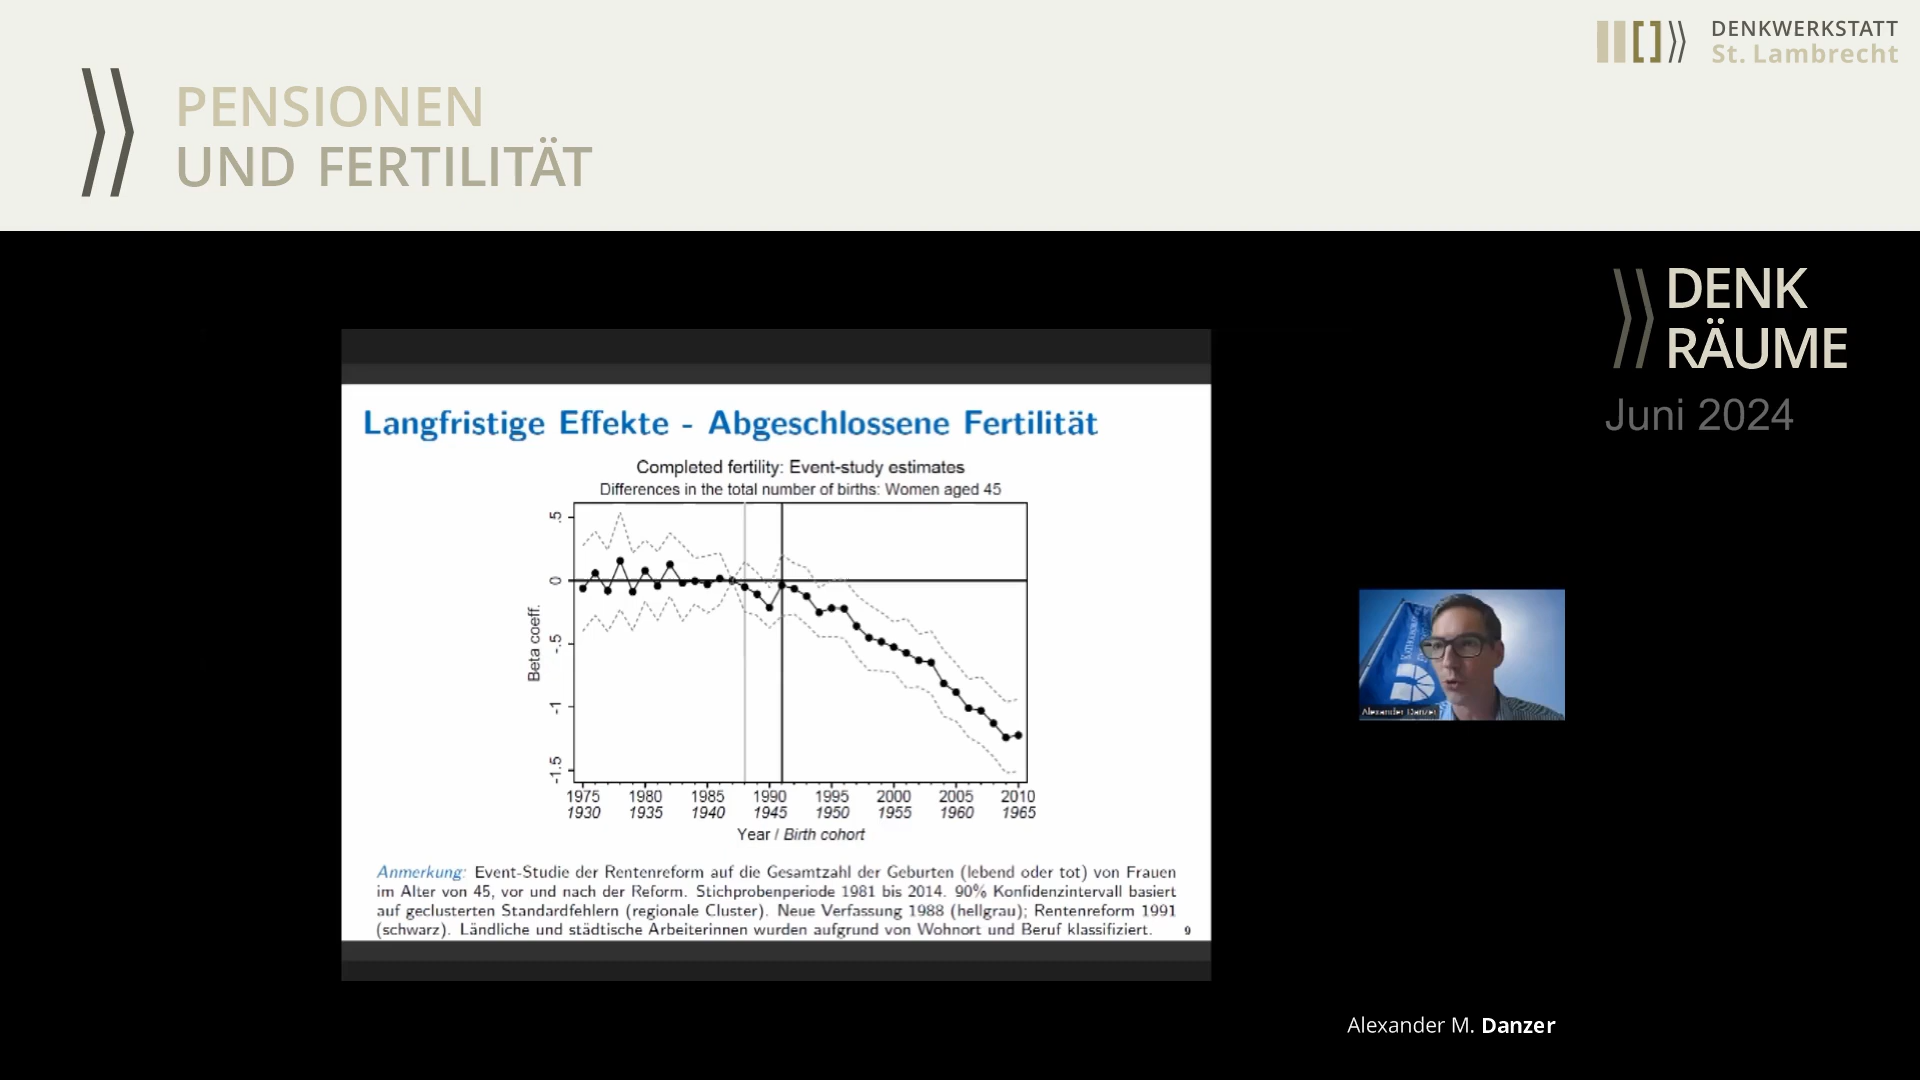 DENKWERKSTATT
St. Lambrecht
PENSIONEN
UND FERTILITÄT
DENK
RÄUME
Juni 2024
Langfristige Effekte - Abgeschlossene Fertilität
Completed fertility: Event-study estimates
Differences in the total number of births: Women aged 45
Beta coeff.
.5
0
-.5
-1
-1.5
1975 1980 1985 1990 1995 2000 2005 2010
1930 1935 1940 1945 1950 1955 1960 1965
Year / Birth cohort
Anmerkung: Event-Studie der Rentenreform auf die Gesamtzahl der Geburten (lebend oder tot) von Frauen
im Alter von 45, vor und nach der Reform. Stichprobenperiode 1981 bis 2014. 90% Konfidenzintervall basiert
auf geclusterten Standardfehlern (regionale Cluster). Neue Verfassung 1988 (hellgrau); Rentenreform 1991
(schwarz). Ländliche und städtische Arbeiterinnen wurden aufgrund von Wohnort und Beruf klassifiziert.
9
Alexander Danzer
Alexander M. Danzer